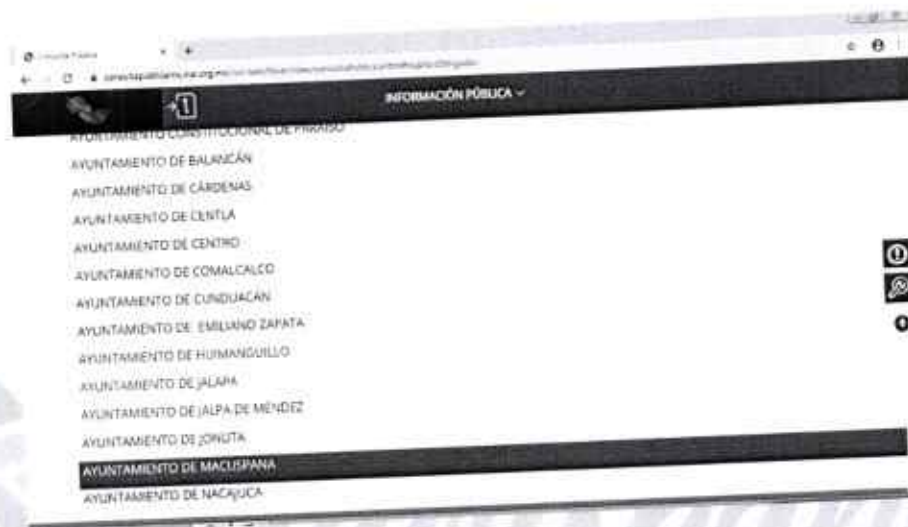 INFORMACIÓN PÚBLICA
AYUNTAMIENTO CONSTITUCIONAL DE PARAÍSO
AYUNTAMIENTO DE BALANCÁN
AYUNTAMIENTO DE CÁRDENAS
AYUNTAMIENTO DE CENTLA
AYUNTAMIENTO DE CENTRO
AYUNTAMIENTO DE COMALCALCO
AYUNTAMIENTO DE CUNDUACÁN
AYUNTAMIENTO DE EMILIANO ZAPATA
AYUNTAMIENTO DE HUIMANGUILLO
AYUNTAMIENTO DE JALAPA
AYUNTAMIENTO DE JALPA DE MÉNDEZ
AYUNTAMIENTO DE JONUTA
AYUNTAMIENTO DE MACUSPANA
AYUNTAMIENTO DE NACAJUCA